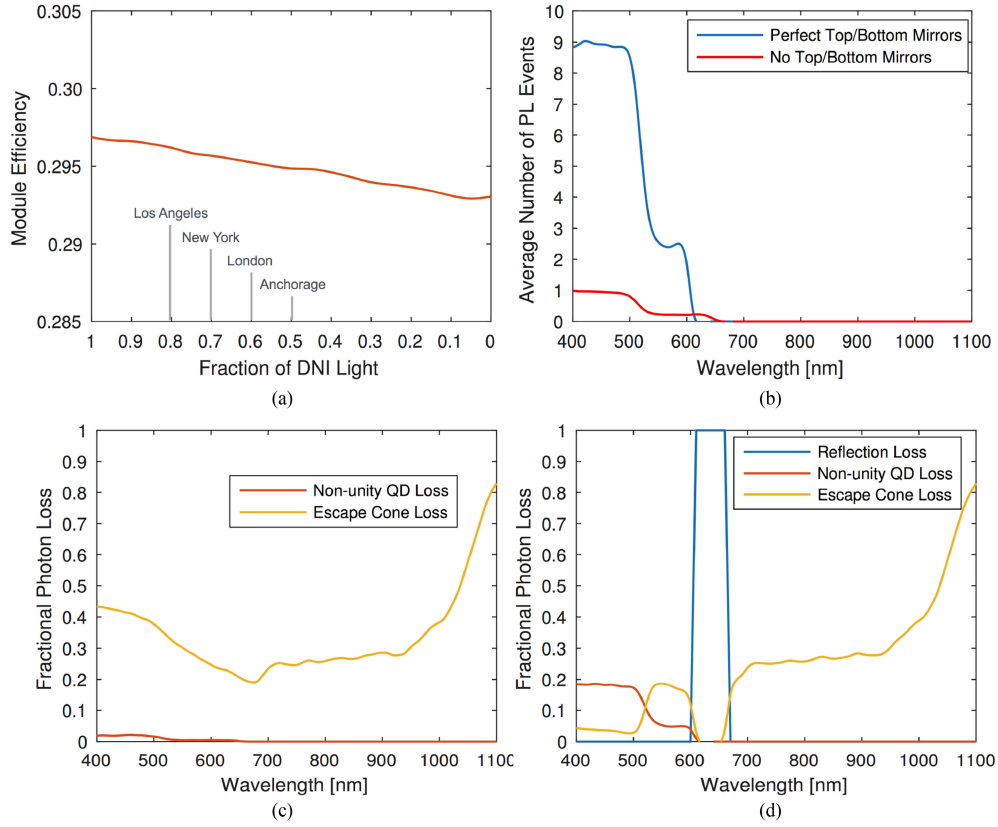 0.305
0.30
0.295
0.29
0.285
Module Efficiency
Los Angeles
New York
London
Anchorage
1 0.9 0.8 0.7 0.6 0.5 0.4 0.3 0.2 0.1 0
Fraction of DNI Light
(a)
10
9
8
7
6
5
4
3
2
1
0
Average Number of PL Events
Perfect Top/Bottom Mirrors
No Top/Bottom Mirrors
400 500 600 700 800 900 1000 1100
Wavelength [nm]
(b)
1
0.9
0.8
0.7
0.6
0.5
0.4
0.3
0.2
0.1
0
Fractional Photon Loss
Non-unity QD Loss
Escape Cone Loss
400 500 600 700 800 900 1000 1100
Wavelength [nm]
(c)
1
0.9
0.8
0.7
0.6
0.5
0.4
0.3
0.2
0.1
0
Fractional Photon Loss
Reflection Loss
Non-unity QD Loss
Escape Cone Loss
400 500 600 700 800 900 1000 1100
Wavelength [nm]
(d)